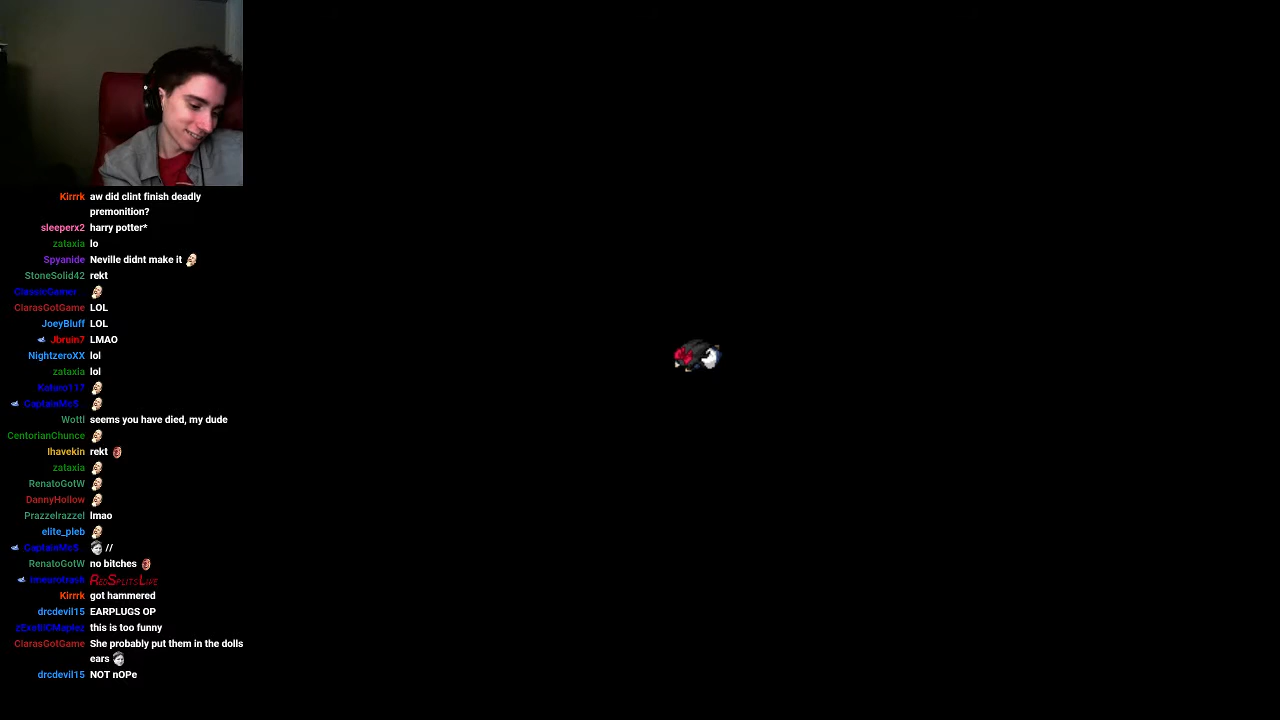 Kirrrk aw did clint finish deadly
premonition?
sleeperx2 harry potter*
zataxia lo
Spyanide Neville didnt make it
StoneSolid42 rekt
ClassicGamer
ClarasGotGame LOL
JoeyBluff LOL
Jbruin7 LMAO
NightzeroXX lol
zataxia lol
CaptainMc5
Wottl seems you have died, my dude
CentorianChunce
Ihavekin rekt
zataxia
RenatoGotW
DannyHollow
Prazzelrazzel lmao
elite_pleb
CaptainMc5 //
RenatoGotW no bitches
REDSPLITSLIFE
Kirrrk got hammered
drcdevil15 EARPLUGS OP
this is too funny
ClarasGotGame She probably put them in the dolls
ears
drcdevil15 NOT nOPe